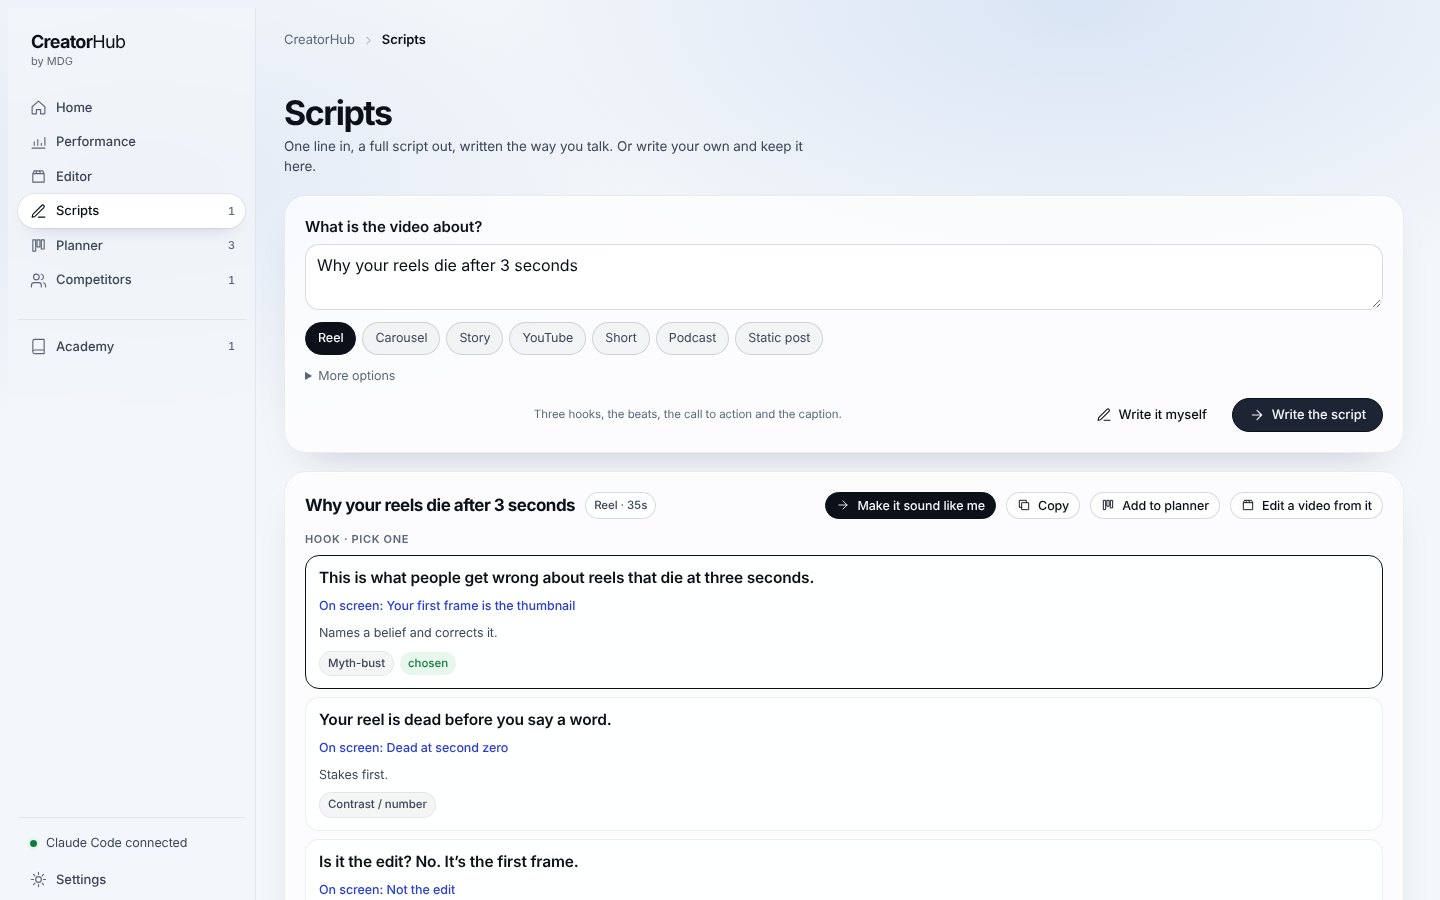 CreatorHub
by MDG
Home
Performance
Editor
Scripts 1
Planner 3
Competitors 1
Academy 1
Claude Code connected
Settings
CreatorHub > Scripts
Scripts
One line in, a full script out, written the way you talk. Or write your own and keep it
here.
What is the video about?
Why your reels die after 3 seconds
Reel Carousel Story YouTube Short Podcast Static post
More options
Three hooks, the beats, the call to action and the caption. Write it myself Write the script
Why your reels die after 3 seconds Reel · 35s Make it sound like me Copy Add to planner Edit a video from it
HOOK · PICK ONE
This is what people get wrong about reels that die at three seconds.
On screen: Your first frame is the thumbnail
Names a belief and corrects it.
Myth-bust chosen
Your reel is dead before you say a word.
On screen: Dead at second zero
Stakes first.
Contrast / number
Is it the edit? No. It’s the first frame.
On screen: Not the edit